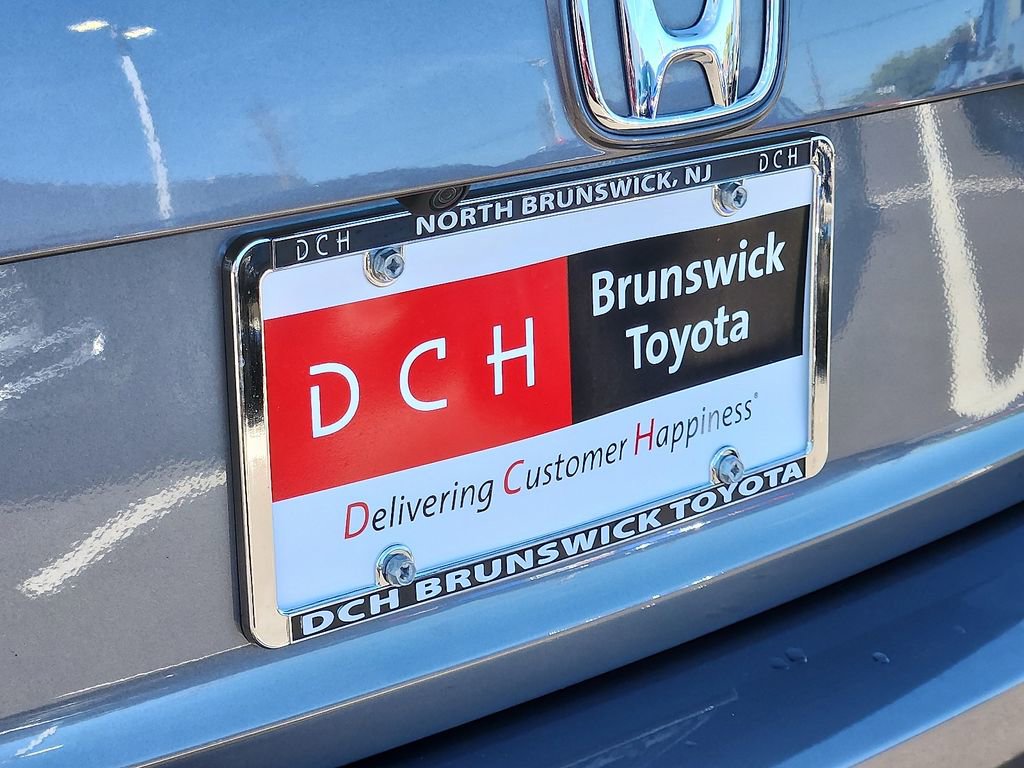 DCH NORTH BRUNSWICK, NJ DCH
DCH Brunswick
Toyota
Delivering Customer Happiness®
DCH BRUNSWICK TOYOTA